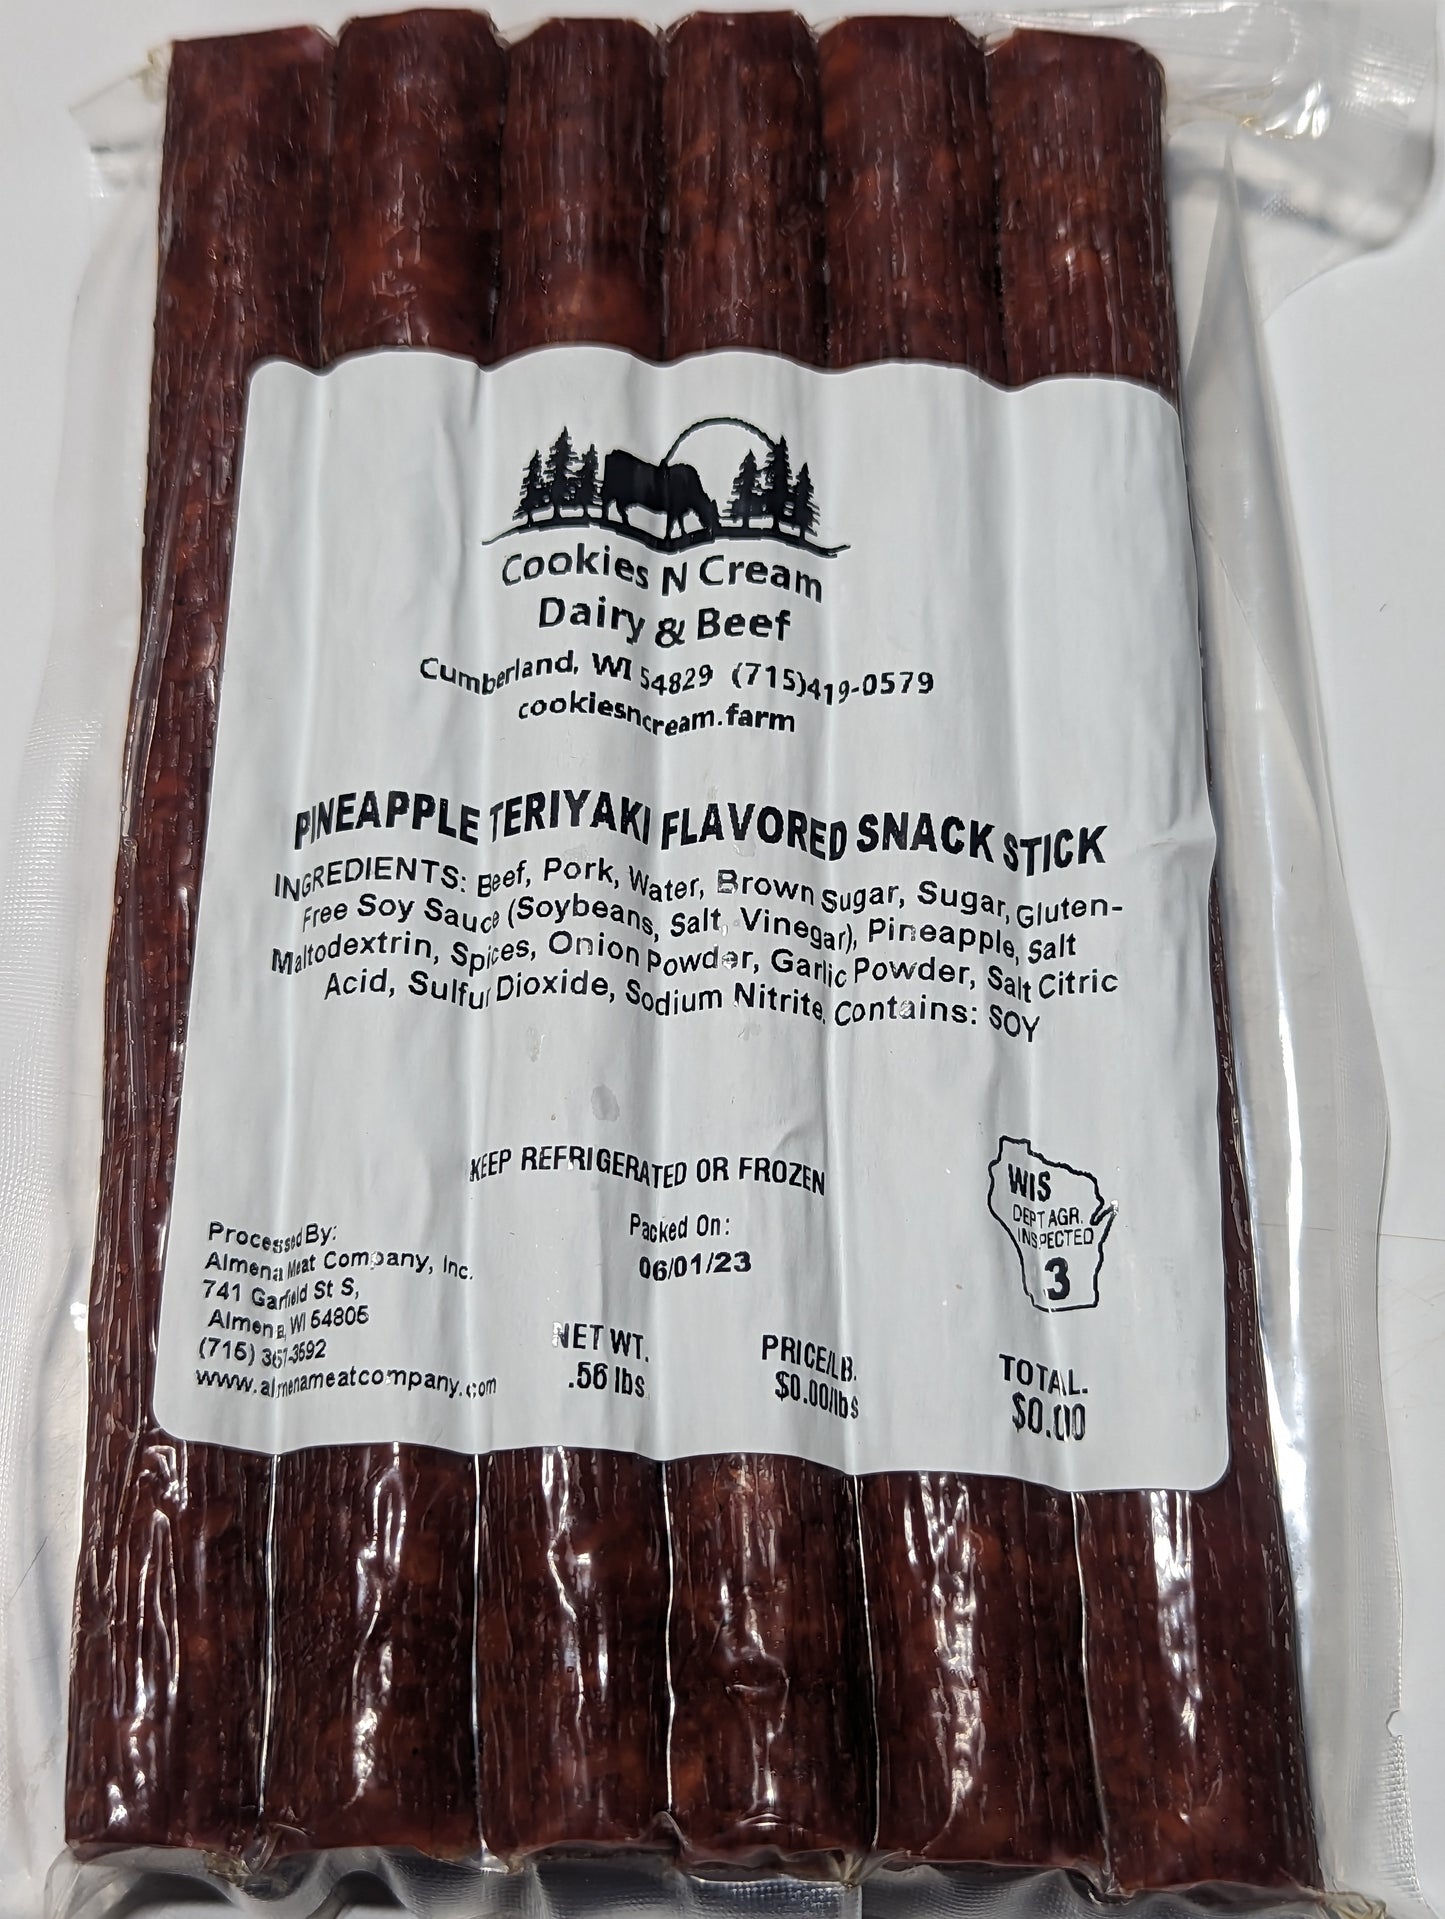 Cookies N Cream
Dairy & Beef
Cumberland, WI 54829 (715)419-0579
cookiesncream.farm
PINEAPPLE TERIYAKI FLAVORED SNACK STICK
INGREDIENTS: Beef, Pork, Water, Brown Sugar, Sugar, Gluten-
Free Soy Sauce (Soybeans, Salt, Vinegar), Pineapple, Salt
Maltodextrin, Spices, Onion Powder, Garlic Powder, Salt Citric
Acid, Sulfur Dioxide, Sodium Nitrite. Contains: SOY
KEEP REFRIGERATED OR FROZEN
WIS
DEPT AGR.
INSPECTED
3
Processed By:
Almena Meat Company, Inc.
741 Garfield St S,
Almena, WI 54805
(715) 357-3592
www.almenameatcompany.com
Packed On:
06/01/23
NET WT.
.56 lbs
PRICE/LB.
$0.00/lbs
TOTAL.
$0.00